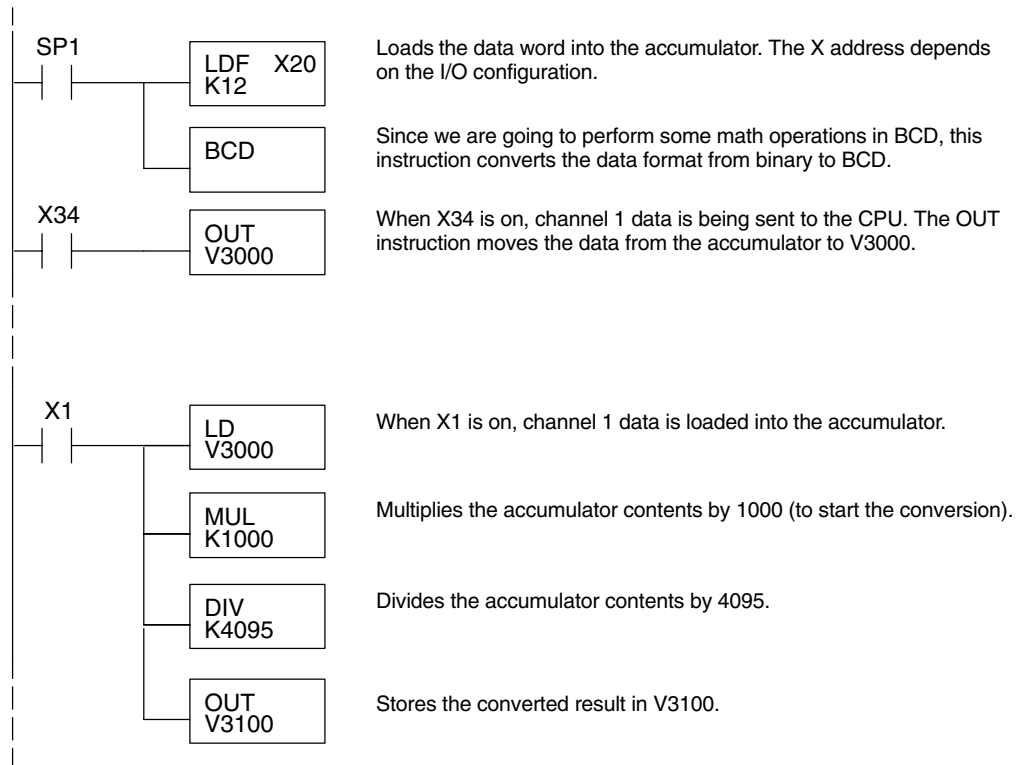 SP1
LDF X20
K12
Loads the data word into the accumulator. The X address depends
on the I/O configuration.
BCD
Since we are going to perform some math operations in BCD, this
instruction converts the data format from binary to BCD.
X34
OUT
V3000
When X34 is on, channel 1 data is being sent to the CPU. The OUT
instruction moves the data from the accumulator to V3000.
X1
LD
V3000
When X1 is on, channel 1 data is loaded into the accumulator.
MUL
K1000
Multiplies the accumulator contents by 1000 (to start the conversion).
DIV
K4095
Divides the accumulator contents by 4095.
OUT
V3100
Stores the converted result in V3100.